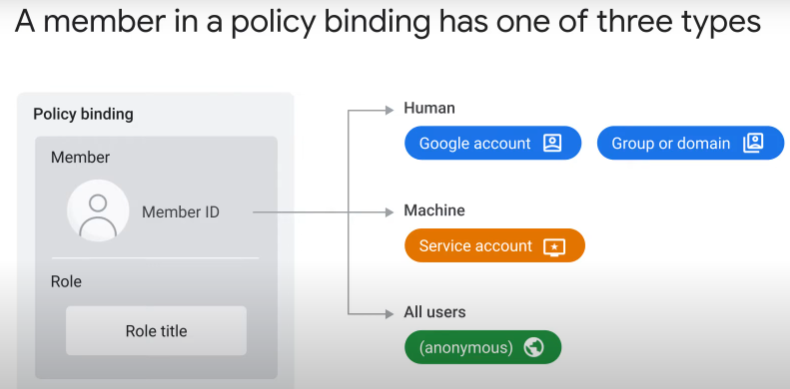 A member in a policy binding has one of three types
Policy binding
Member
Member ID
Role
Role title
Human
Google account
Group or domain
Machine
Service account
All users
(anonymous)